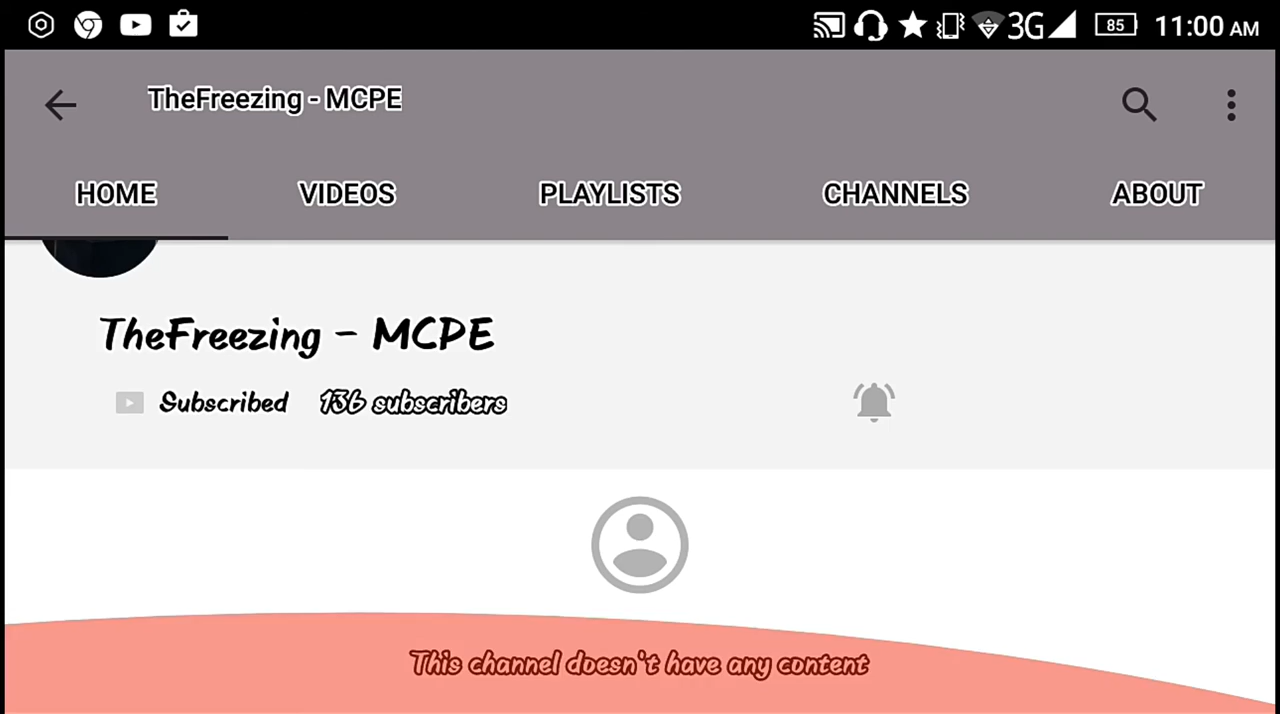 3G 85 11:00 AM
TheFreezing - MCPE
HOME VIDEOS PLAYLISTS CHANNELS ABOUT
TheFreezing - MCPE
Subscribed 136 subscribers
This channel doesn't have any content